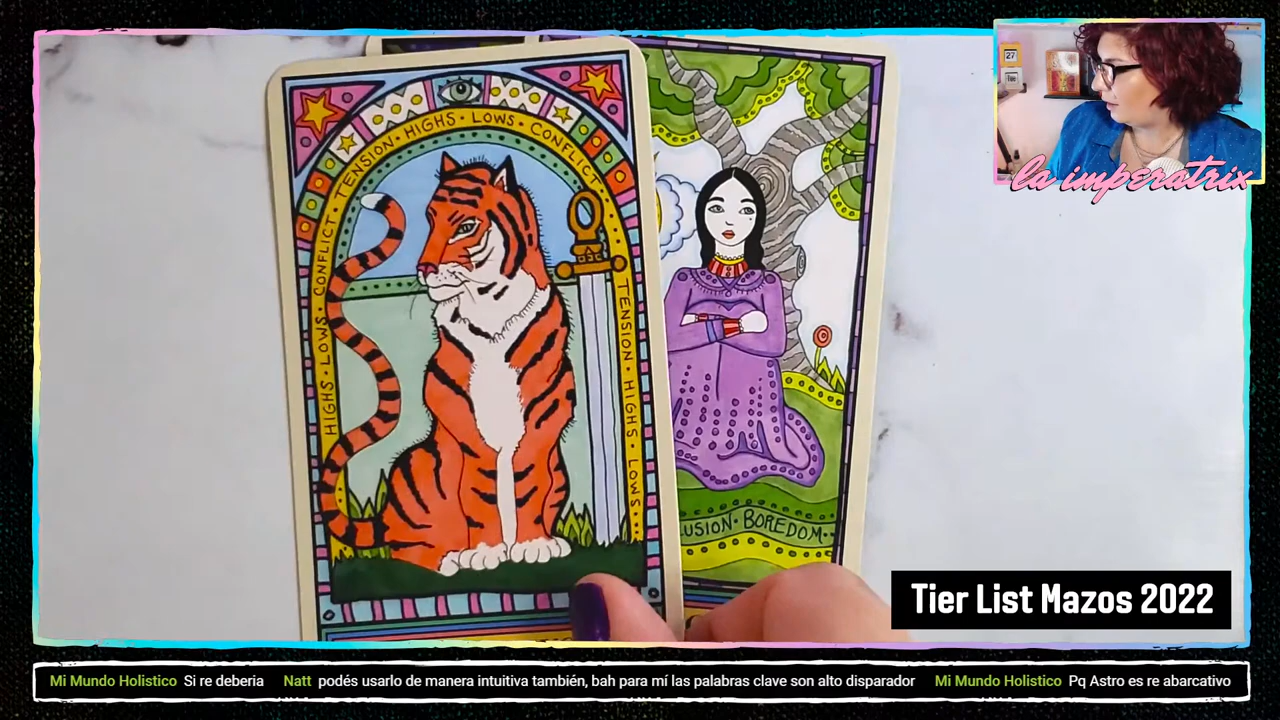 HIGHS • LOWS • CONFLICT • TENSION • HIGHS • LOWS • CONFLICT
TENSION • HIGHS • LOWS •
USION • BOREDOM •
27
la imperatrix
Tier List Mazos 2022
Mi Mundo Holistico Si re deberia Natt podés usarlo de manera intuitiva también, bah para mí las palabras clave son alto disparador Mi Mundo Holistico Pq Astro es re abarcativo